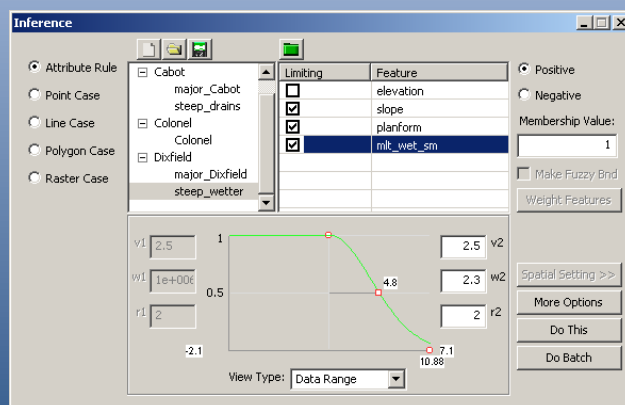 Inference
Attribute Rule
Point Case
Line Case
Polygon Case
Raster Case
Cabot
major_Cabot
steep_drains
Colonel
Colonel
Dixfield
major_Dixfield
steep_wetter
Limiting Feature
elevation
slope
planform
mlt_wet_sm
Positive
Negative
Membership Value:
1
Make Fuzzy Bnd
Weight Features
v1 2.5
w1 1e+006
r1 2
1
0.5
-2.1
4.8
7.1
10.88
2.5 v2
2.3 w2
2 r2
View Type: Data Range
Spatial Setting >>
More Options
Do This
Do Batch